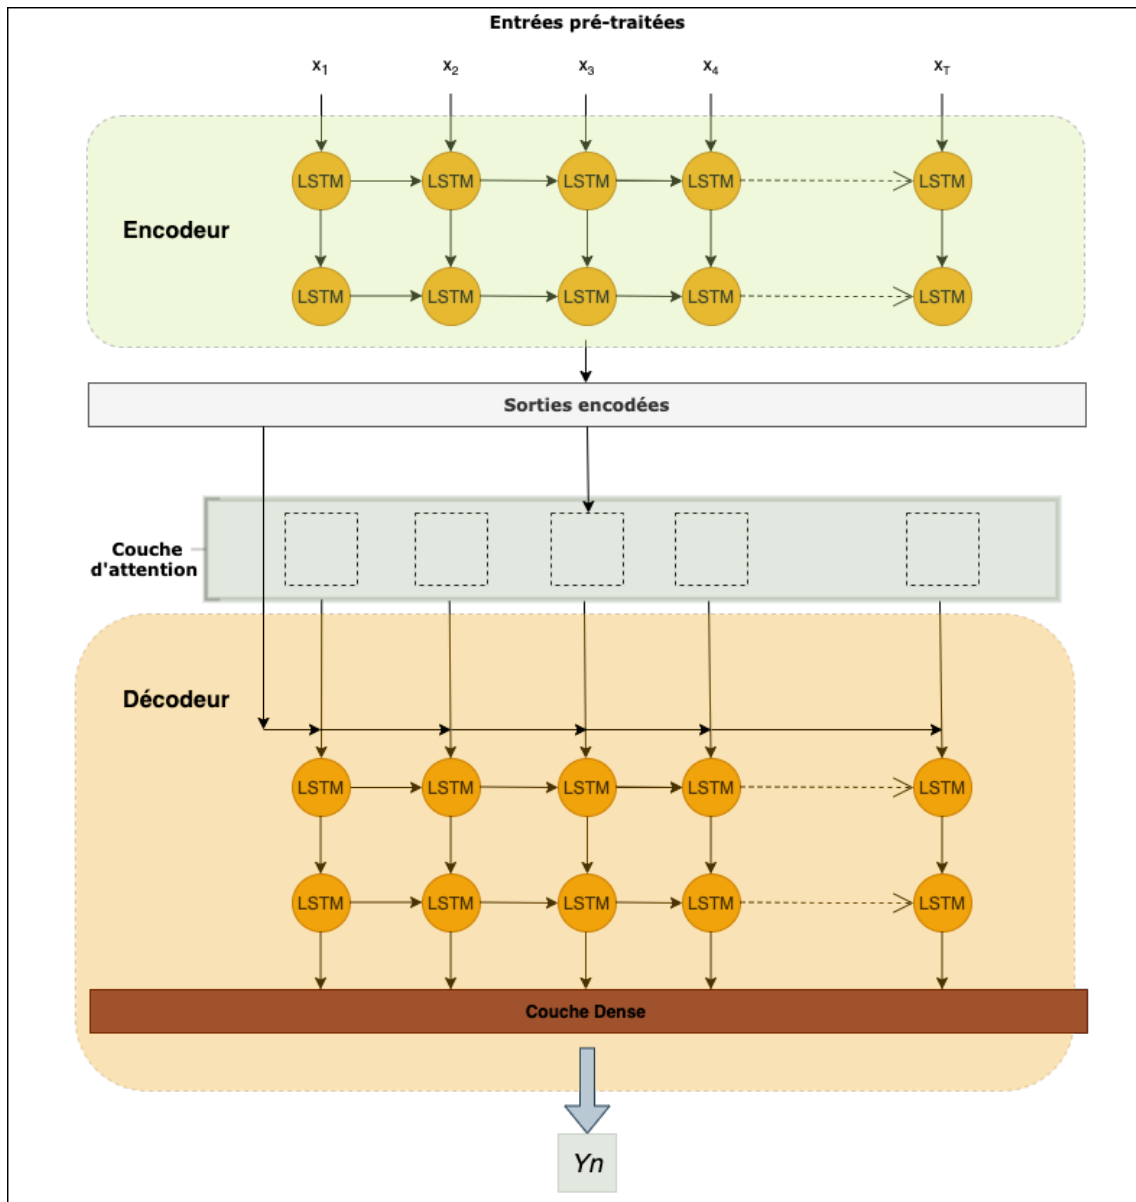 Entrées pré-traitées
x1 x2 x3 x4 xT
LSTM LSTM LSTM LSTM LSTM
Encodeur
LSTM LSTM LSTM LSTM LSTM
Sorties encodées
Couche
d'attention
Décodeur
LSTM LSTM LSTM LSTM LSTM
LSTM LSTM LSTM LSTM LSTM
Couche Dense
Yn